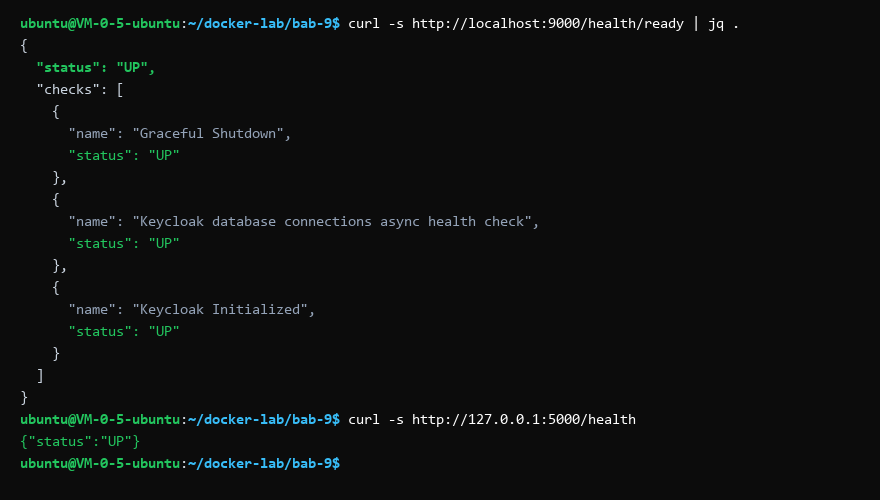 ubuntu@VM-0-5-ubuntu:~/docker-lab/bab-9$ curl -s http://localhost:9000/health/ready | jq .
{
  "status": "UP",
  "checks": [
    {
      "name": "Graceful Shutdown",
      "status": "UP"
    },
    {
      "name": "Keycloak database connections async health check",
      "status": "UP"
    },
    {
      "name": "Keycloak Initialized",
      "status": "UP"
    }
  ]
}
ubuntu@VM-0-5-ubuntu:~/docker-lab/bab-9$ curl -s http://127.0.0.1:5000/health
{"status":"UP"}
ubuntu@VM-0-5-ubuntu:~/docker-lab/bab-9$